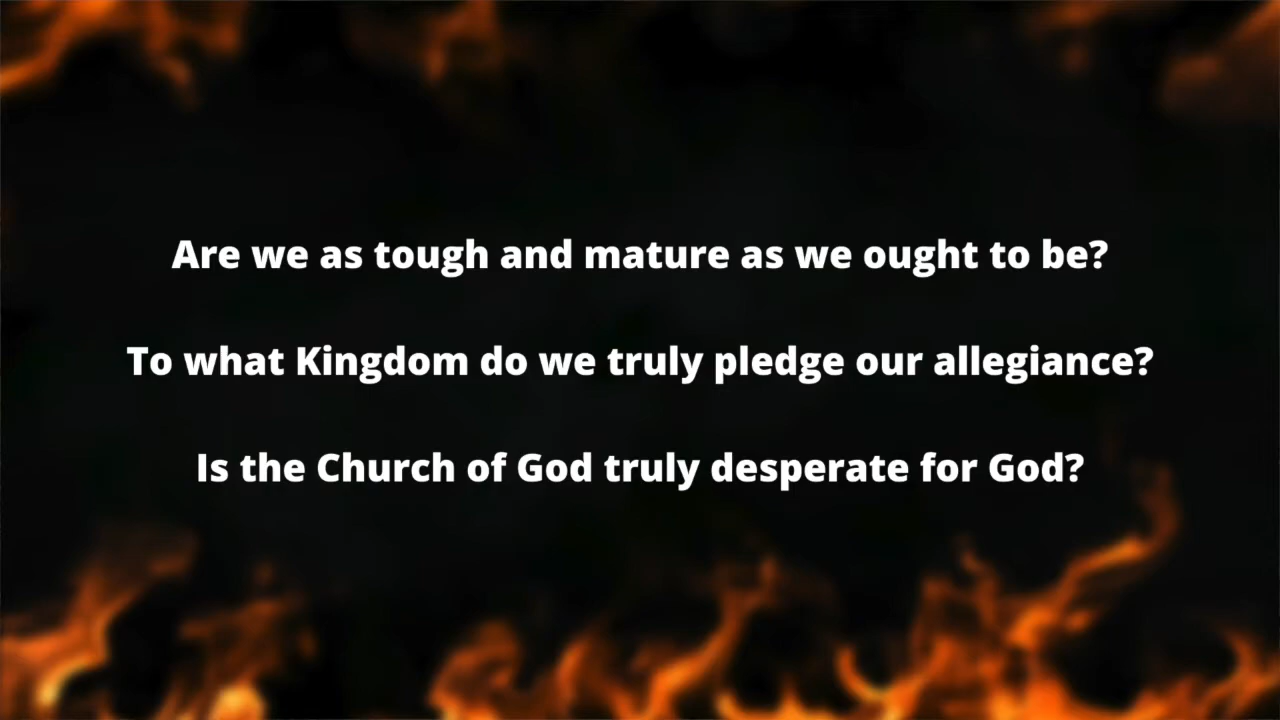 Are we as tough and mature as we ought to be?
To what Kingdom do we truly pledge our allegiance?
Is the Church of God truly desperate for God?